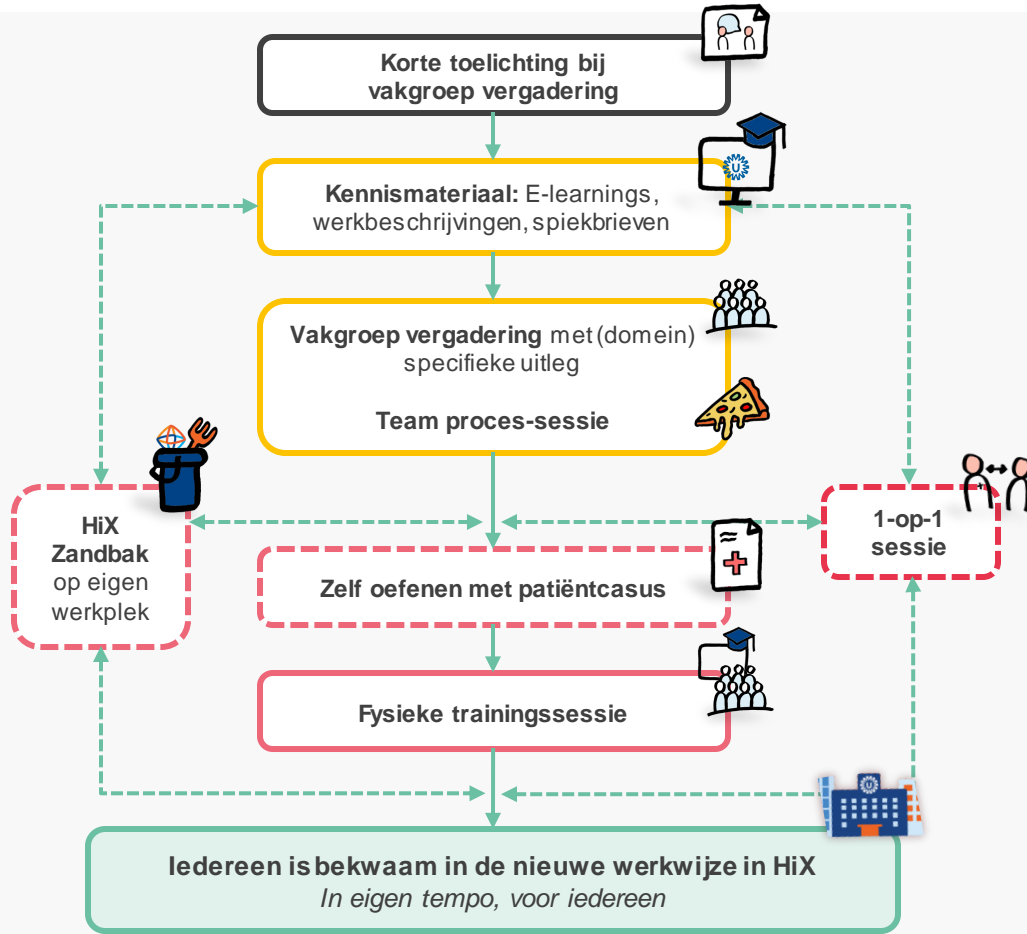 Korte toelichting bij
vakgroep vergadering
Kennismateriaal: E-learnings,
werkbeschrijvingen, spiekbrieven
Vakgroep vergadering met (domein)
specifieke uitleg
Team proces-sessie
HiX
Zandbak
op eigen
werkplek
1-op-1
sessie
Zelf oefenen met patiëntcasus
Fysieke trainingssessie
Iedereen is bekwaam in de nieuwe werkwijze in HiX
In eigen tempo, voor iedereen